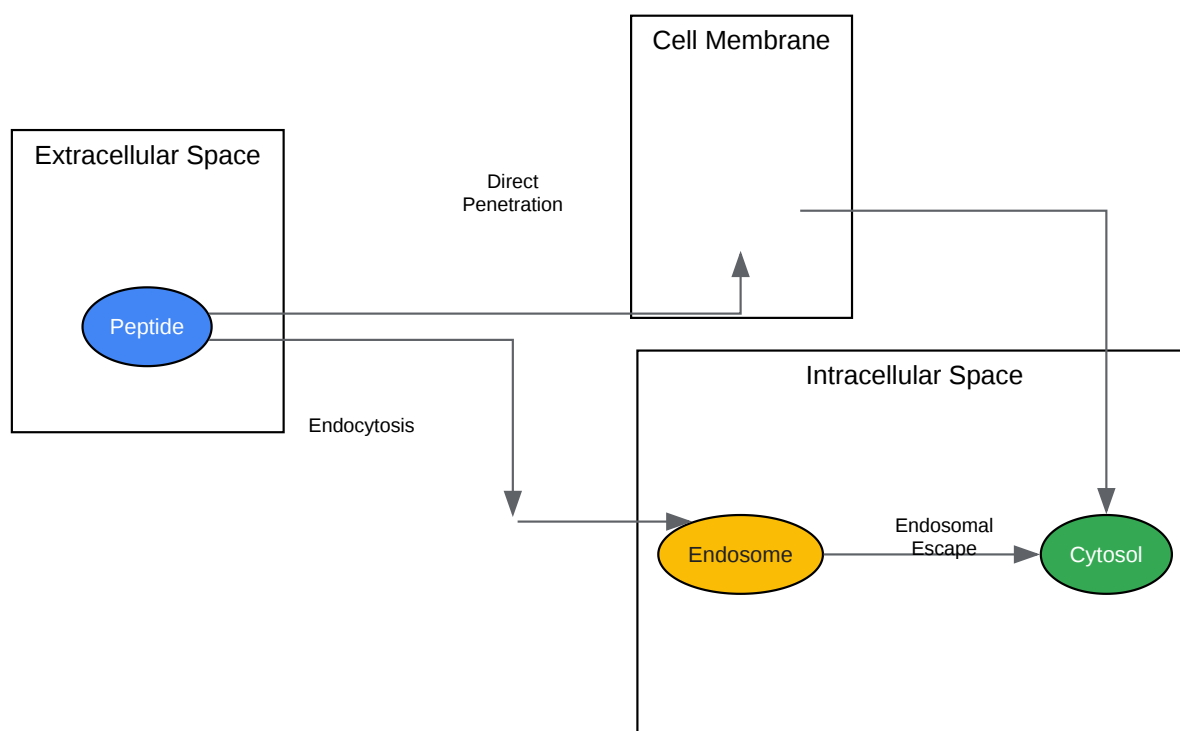 Cell Membrane
Extracellular Space
Direct
Penetration
Peptide
Intracellular Space
Endocytosis
Endosomal
Escape
Endosome
Cytosol